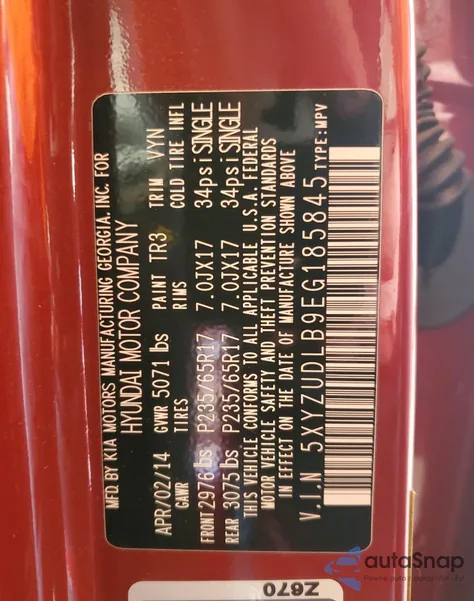 MFD BY KIA MOTORS MANUFACTURING GEORGIA. INC. FOR
HYUNDAI MOTOR COMPANY
APR/02/14 GVWR 5071 lbs PAINT TR3 TRIM VYN
GAWR TIRES RIMS COLD TIRE INFL
FRONT 2976 lbs P235/65R17 7.0JX17 34psi SINGLE
REAR 3075 lbs P235/65R17 7.0JX17 34psi SINGLE
THIS VEHICLE CONFORMS TO ALL APPLICABLE U.S.A. FEDERAL
MOTOR VEHICLE SAFETY AND THEFT PREVENTION STANDARDS
IN EFFECT ON THE DATE OF MANUFACTURE SHOWN ABOVE
V.I.N 5XYZUDLB9EG185845 TYPE:MPV
Z670
autoSnap